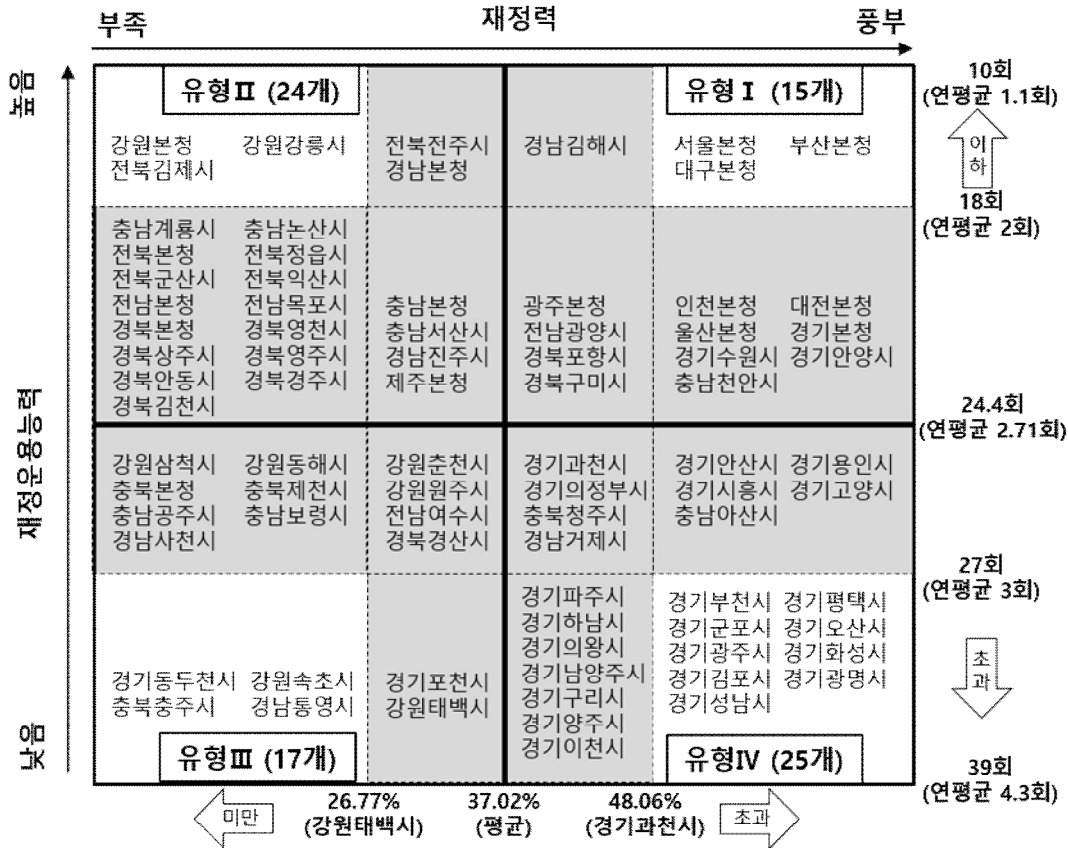 부족 재정력 풍부
높음
유형Ⅱ (24개) 유형Ⅰ (15개)
10회
(연평균 1.1회)
강원본청 강원강릉시 전북전주시 경남김해시 서울본청 부산본청
전북김제시 경남본청 대구본청
이하
18회
(연평균 2회)
충남계룡시 충남논산시
전북본청 전북정읍시
전북군산시 전북익산시
전남본청 전남목포시 충남본청 광주본청 인천본청 대전본청
경북본청 경북영천시 충남서산시 전남광양시 울산본청 경기본청
경북상주시 경북영주시 경남진주시 경북포항시 경기수원시 경기안양시
경북안동시 경북경주시 제주본청 경북구미시 충남천안시
경북김천시
재정운용능력
24.4회
(연평균 2.71회)
강원삼척시 강원동해시 강원춘천시 경기과천시 경기안산시 경기용인시
충북본청 충북제천시 강원원주시 경기의정부시 경기시흥시 경기고양시
충남공주시 충남보령시 전남여수시 충북청주시 충남아산시
경남사천시 경북경산시 경남거제시
27회
(연평균 3회)
경기파주시 경기부천시 경기평택시
경기하남시 경기군포시 경기오산시
경기의왕시 경기광주시 경기화성시
경기동두천시 강원속초시 경기포천시 경기남양주시 경기김포시 경기광명시
충북충주시 경남통영시 강원태백시 경기구리시 경기성남시
경기양주시
경기이천시
초과
낮음
유형Ⅲ (17개) 유형Ⅳ (25개)
39회
(연평균 4.3회)
미만 26.77% 37.02% 48.06% 초과
(강원태백시) (평균) (경기과천시)